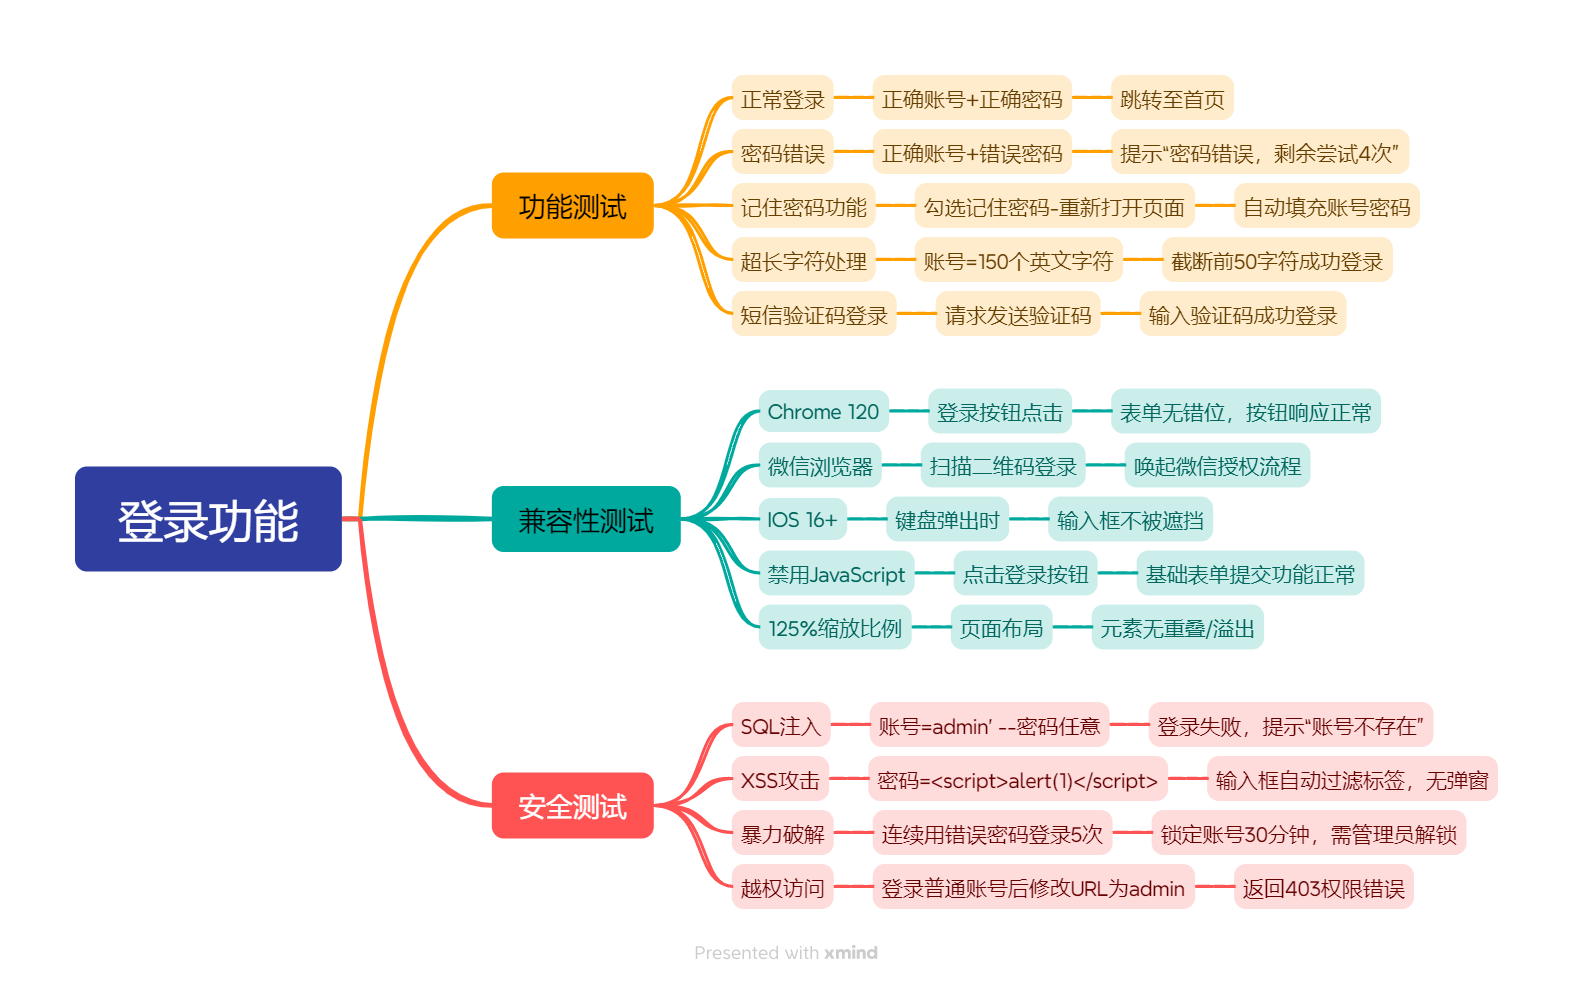 登录功能
功能测试
正常登录
正确账号+正确密码
跳转至首页
密码错误
正确账号+错误密码
提示“密码错误，剩余尝试4次”
记住密码功能
勾选记住密码-重新打开页面
自动填充账号密码
超长字符处理
账号=150个英文字符
截断前50字符成功登录
短信验证码登录
请求发送验证码
输入验证码成功登录
兼容性测试
Chrome 120
登录按钮点击
表单无错位，按钮响应正常
微信浏览器
扫描二维码登录
唤起微信授权流程
IOS 16+
键盘弹出时
输入框不被遮挡
禁用JavaScript
点击登录按钮
基础表单提交功能正常
125%缩放比例
页面布局
元素无重叠/溢出
安全测试
SQL注入
账号=admin’ --密码任意
登录失败，提示“账号不存在”
XSS攻击
密码=<script>alert(1)</script>
输入框自动过滤标签，无弹窗
暴力破解
连续用错误密码登录5次
锁定账号30分钟，需管理员解锁
越权访问
登录普通账号后修改URL为admin
返回403权限错误
Presented with xmind